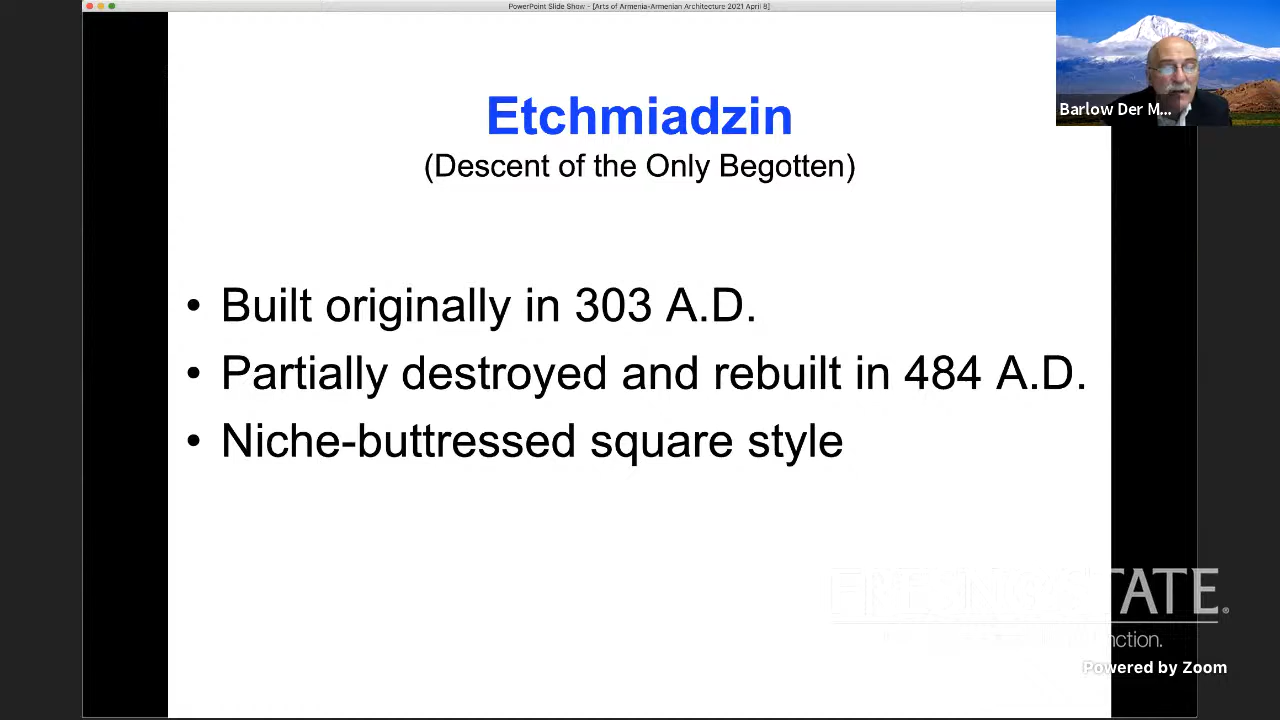 PowerPoint Slide Show - [Arts of Armenia-Armenian Architecture 2021 April 8]
Barlow Der M...
Etchmiadzin
(Descent of the Only Begotten)
• Built originally in 303 A.D.
• Partially destroyed and rebuilt in 484 A.D.
• Niche-buttressed square style
STATE.
Powered by Zoom